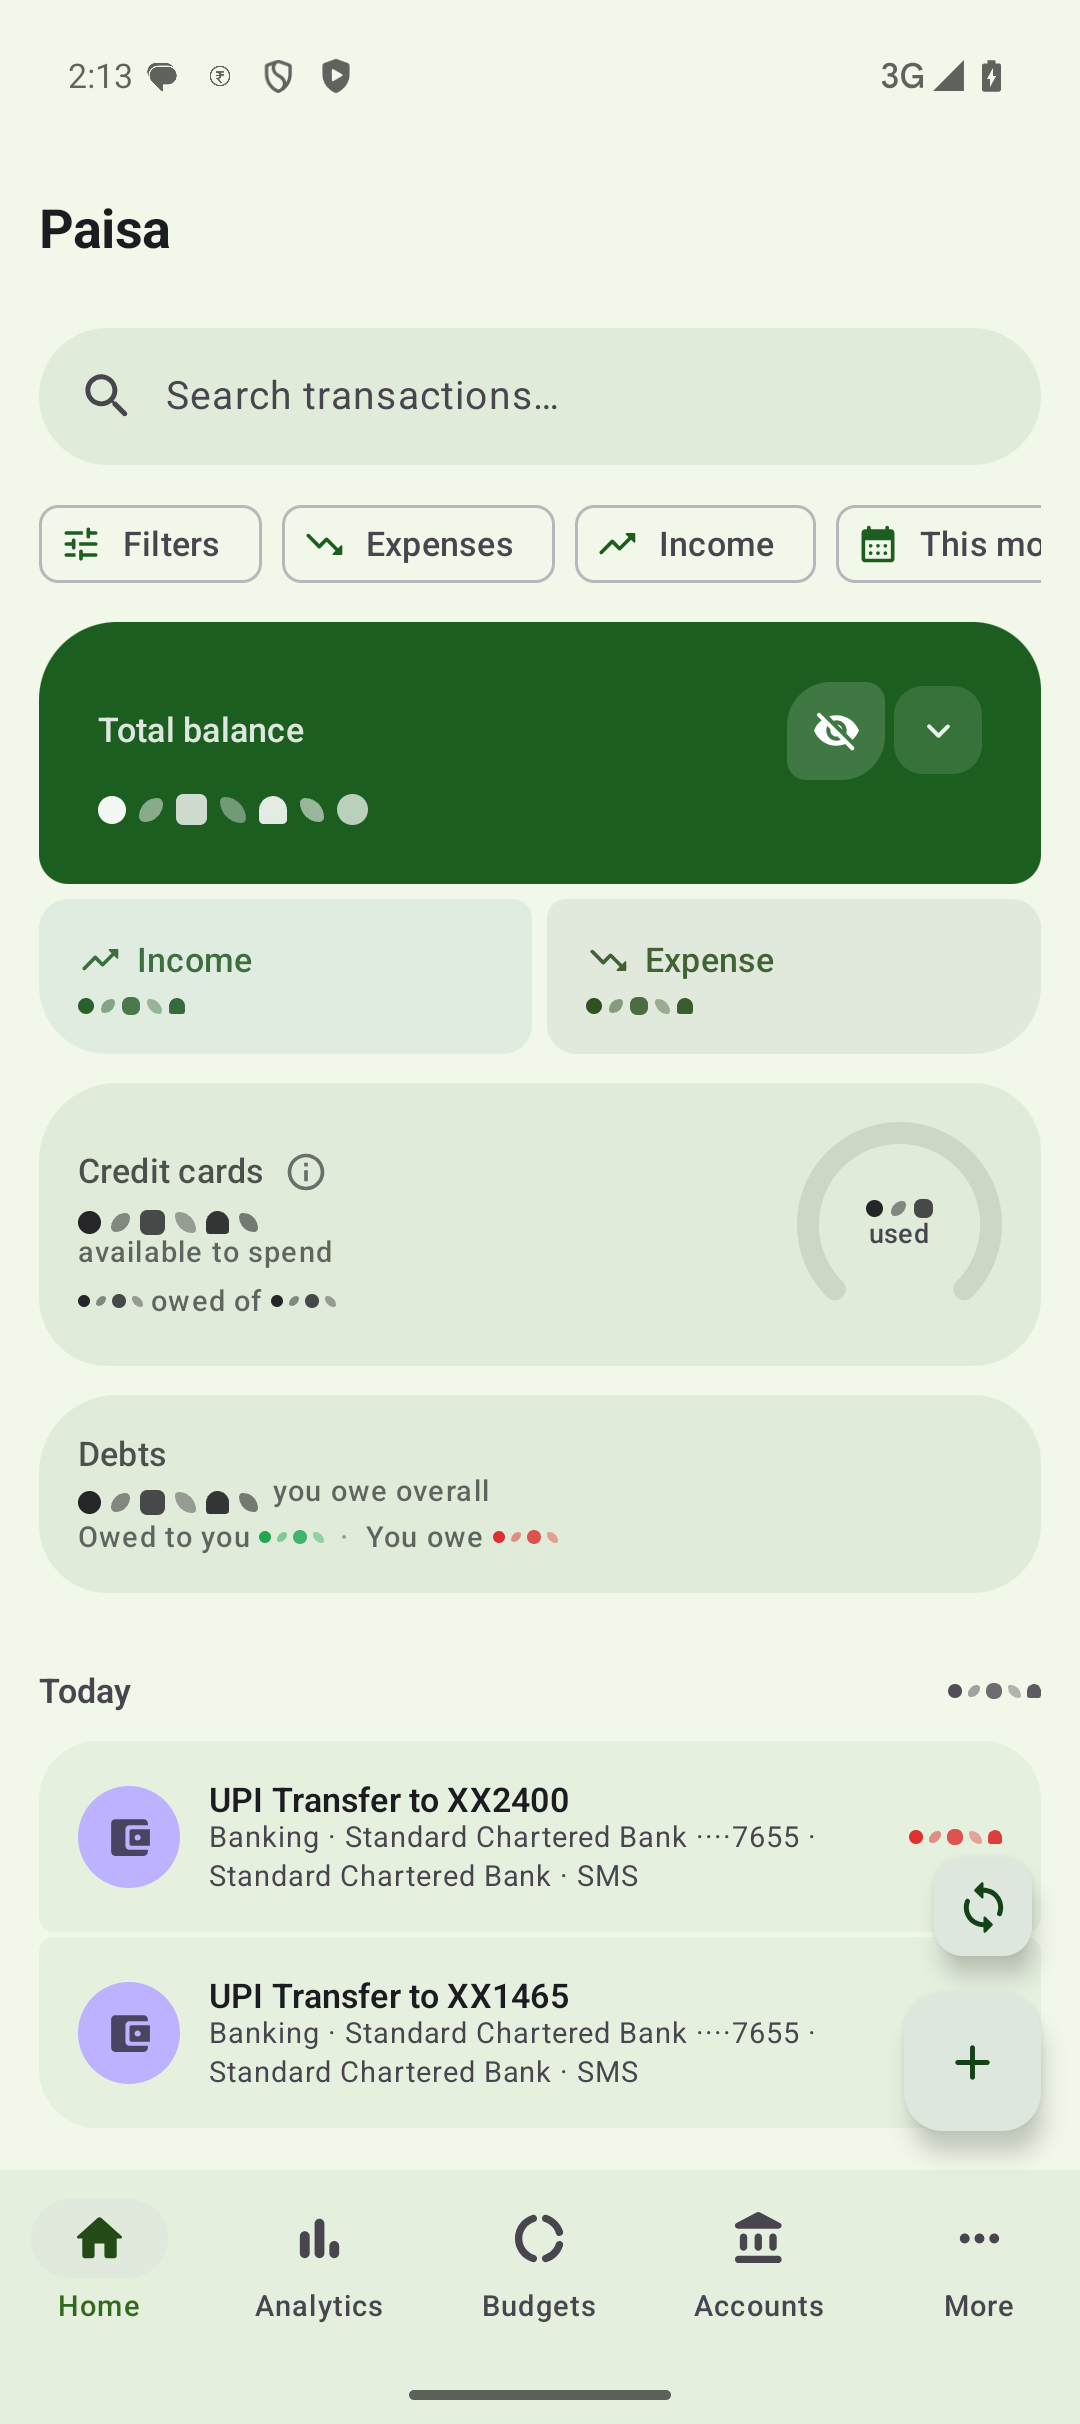 2:13
3G
Paisa
Search transactions…
Filters
Expenses
Income
This mo
Total balance
Income
Expense
Credit cards
available to spend
owed of
used
Debts
you owe overall
Owed to you · You owe
Today
UPI Transfer to XX2400
Banking · Standard Chartered Bank ····7655 ·
Standard Chartered Bank · SMS
UPI Transfer to XX1465
Banking · Standard Chartered Bank ····7655 ·
Standard Chartered Bank · SMS
Home
Analytics
Budgets
Accounts
More